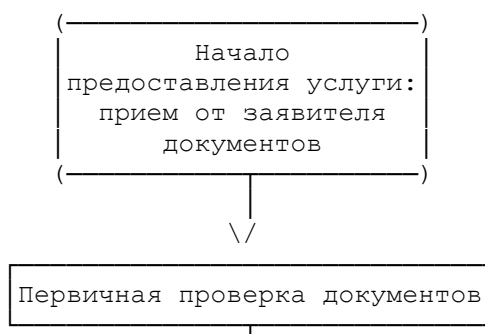 Начало
предоставления услуги:
прием от заявителя
документов
Первичная проверка документов